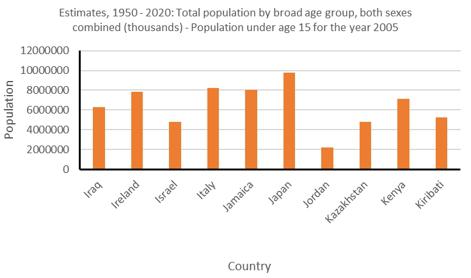 Estimates, 1950 - 2020: Total population by broad age group, both sexes
combined (thousands) - Population under age 15 for the year 2005
Population
12000000
10000000
8000000
6000000
4000000
2000000
0
Iraq
Ireland
Israel
Italy
Jamaica
Japan
Jordan
Kazakhstan
Kenya
Kiribati
Country